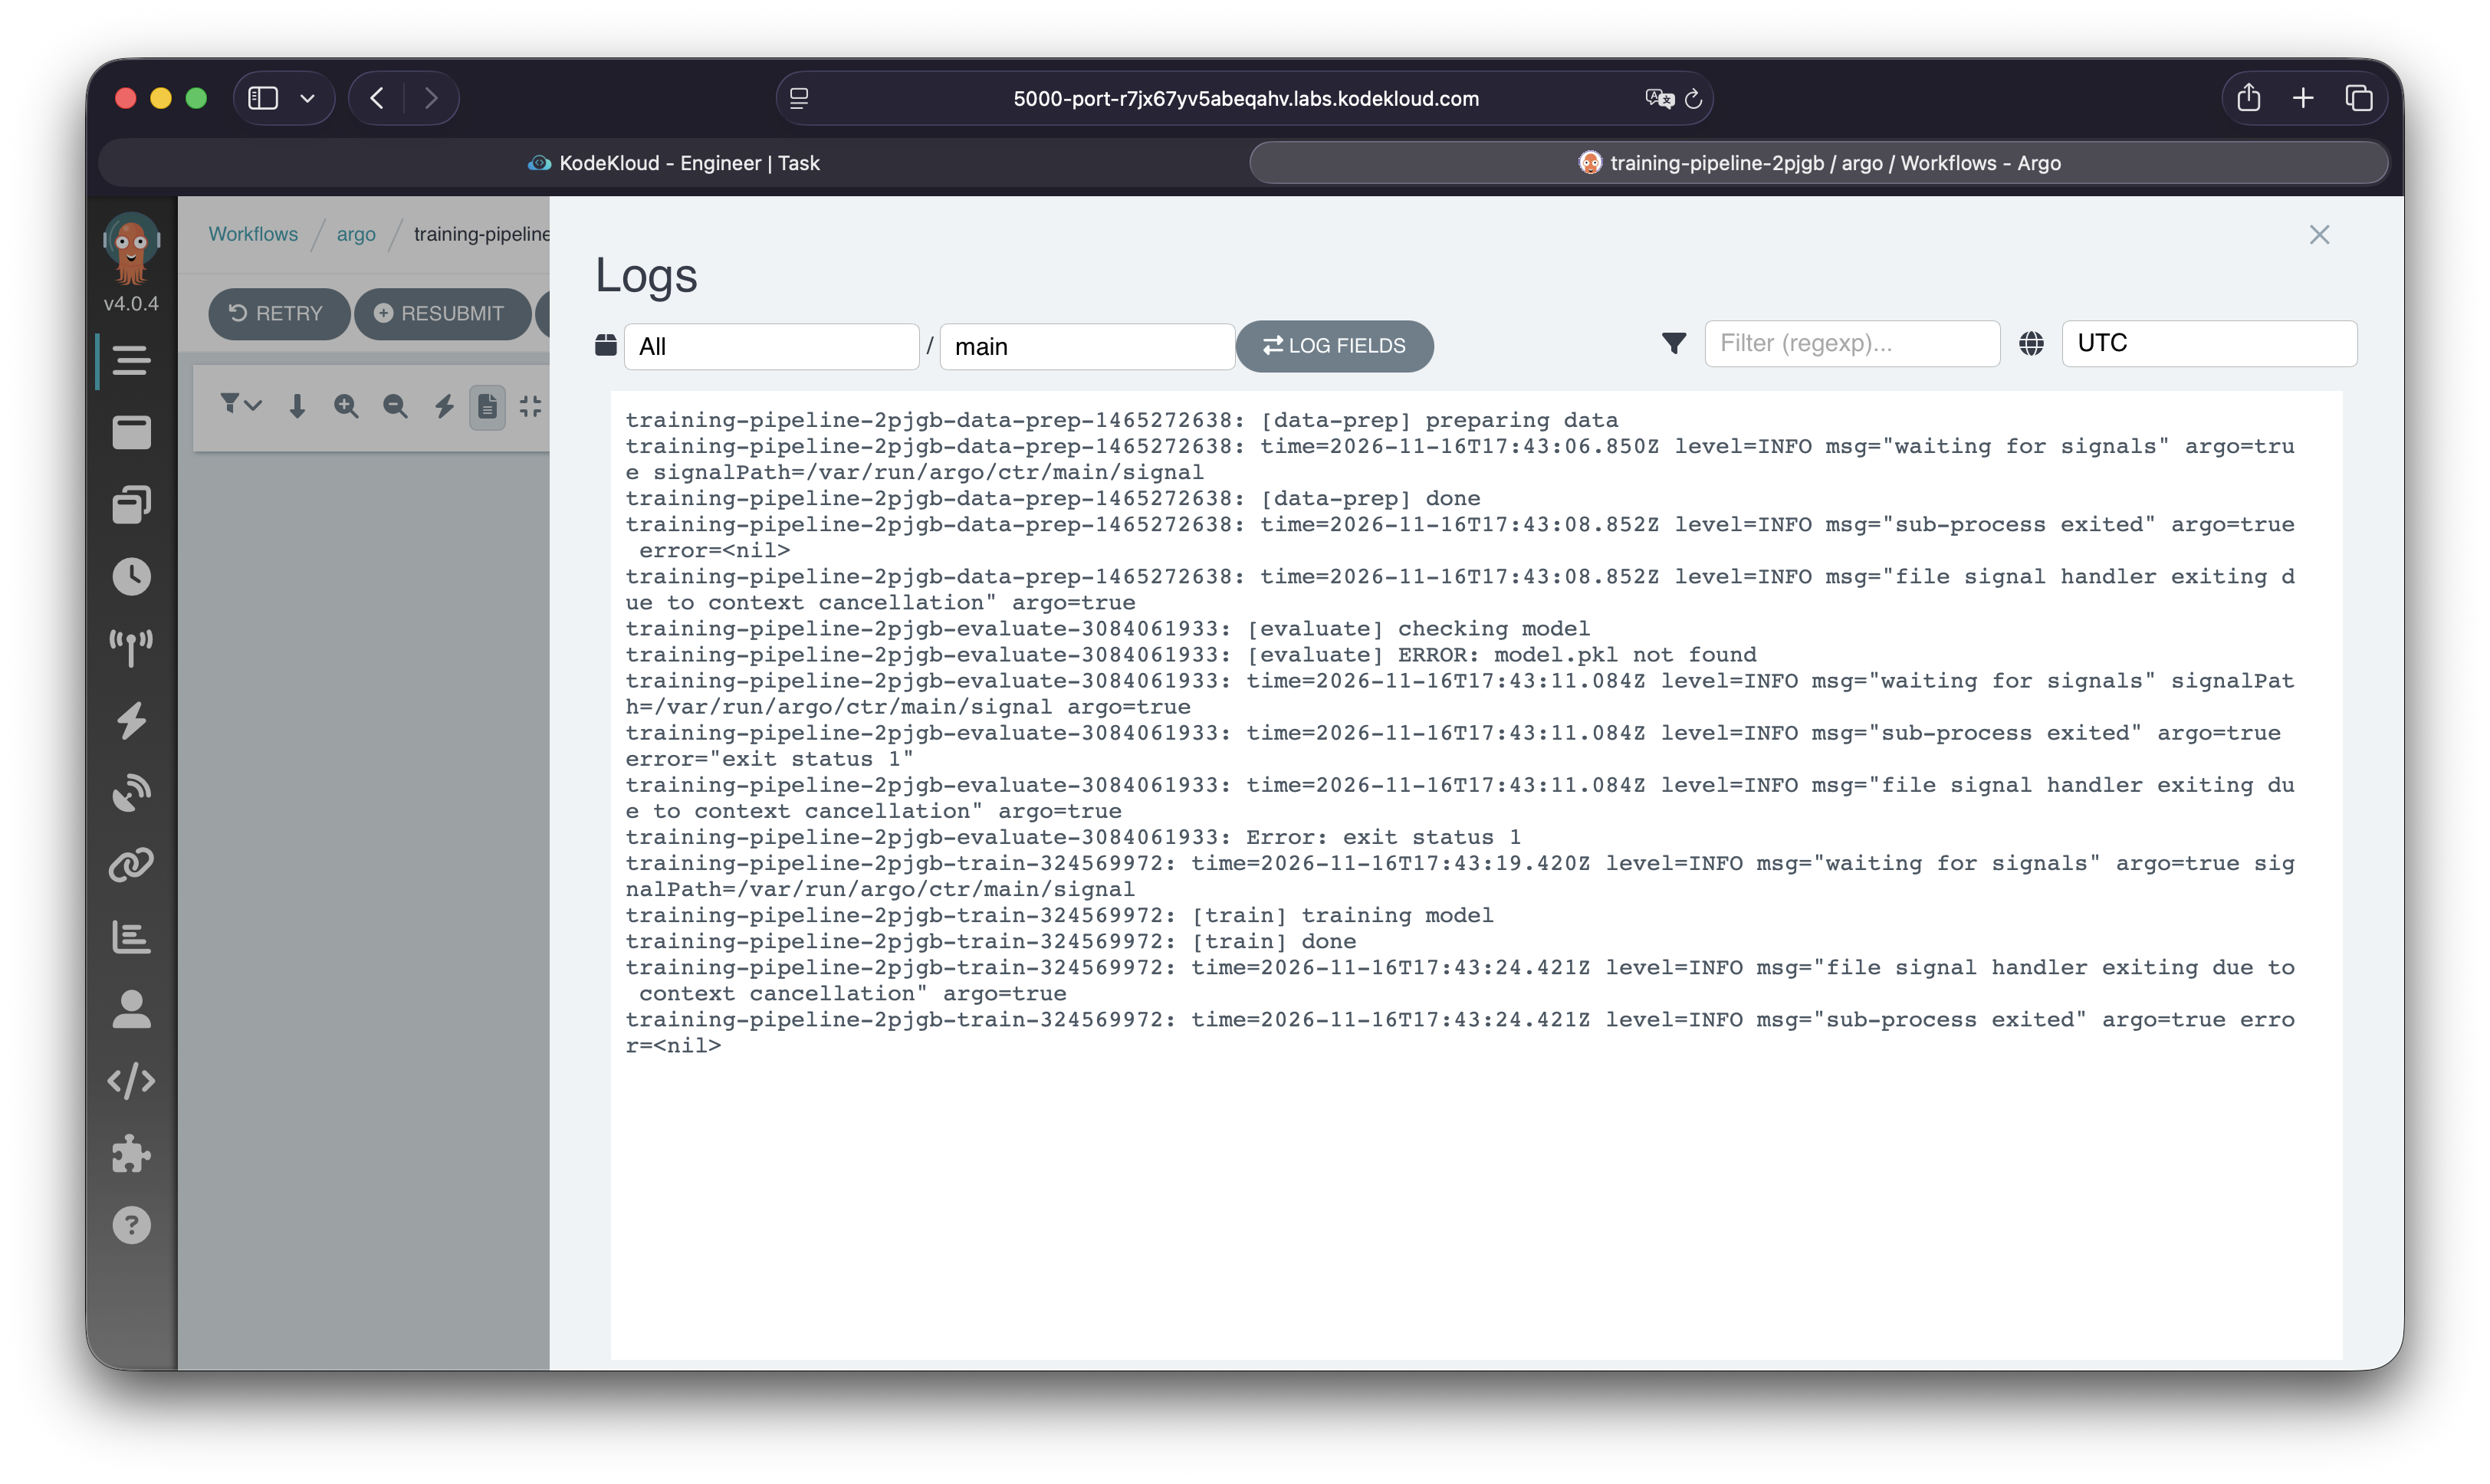 5000-port-r7jx67yv5abeqahv.labs.kodekloud.com
KodeKloud - Engineer | Task
training-pipeline-2pjgb / argo / Workflows - Argo
v4.0.4
Workflows / argo / training-pipeline
RETRY
RESUBMIT
Logs
All / main
LOG FIELDS
Filter (regexp)...
UTC
training-pipeline-2pjgb-data-prep-1465272638: [data-prep] preparing data
training-pipeline-2pjgb-data-prep-1465272638: time=2026-11-16T17:43:06.850Z level=INFO msg="waiting for signals" argo=tru
e signalPath=/var/run/argo/ctr/main/signal
training-pipeline-2pjgb-data-prep-1465272638: [data-prep] done
training-pipeline-2pjgb-data-prep-1465272638: time=2026-11-16T17:43:08.852Z level=INFO msg="sub-process exited" argo=true
 error=<nil>
training-pipeline-2pjgb-data-prep-1465272638: time=2026-11-16T17:43:08.852Z level=INFO msg="file signal handler exiting d
ue to context cancellation" argo=true
training-pipeline-2pjgb-evaluate-3084061933: [evaluate] checking model
training-pipeline-2pjgb-evaluate-3084061933: [evaluate] ERROR: model.pkl not found
training-pipeline-2pjgb-evaluate-3084061933: time=2026-11-16T17:43:11.084Z level=INFO msg="waiting for signals" signalPat
h=/var/run/argo/ctr/main/signal argo=true
training-pipeline-2pjgb-evaluate-3084061933: time=2026-11-16T17:43:11.084Z level=INFO msg="sub-process exited" argo=true
error="exit status 1"
training-pipeline-2pjgb-evaluate-3084061933: time=2026-11-16T17:43:11.084Z level=INFO msg="file signal handler exiting du
e to context cancellation" argo=true
training-pipeline-2pjgb-evaluate-3084061933: Error: exit status 1
training-pipeline-2pjgb-train-324569972: time=2026-11-16T17:43:19.420Z level=INFO msg="waiting for signals" argo=true sig
nalPath=/var/run/argo/ctr/main/signal
training-pipeline-2pjgb-train-324569972: [train] training model
training-pipeline-2pjgb-train-324569972: [train] done
training-pipeline-2pjgb-train-324569972: time=2026-11-16T17:43:24.421Z level=INFO msg="file signal handler exiting due to
 context cancellation" argo=true
training-pipeline-2pjgb-train-324569972: time=2026-11-16T17:43:24.421Z level=INFO msg="sub-process exited" argo=true erro
r=<nil>